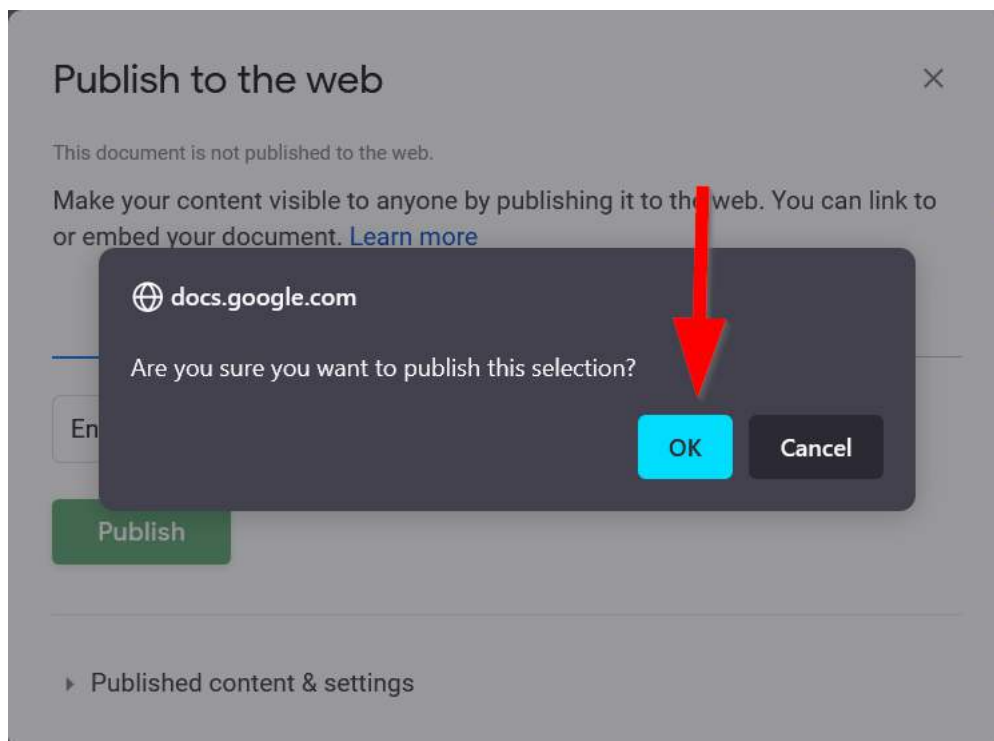 Publish to the web
This document is not published to the web.
Make your content visible to anyone by publishing it to the web. You can link to
or embed your document. Learn more
docs.google.com
Are you sure you want to publish this selection?
OK Cancel
En
Publish
Published content & settings